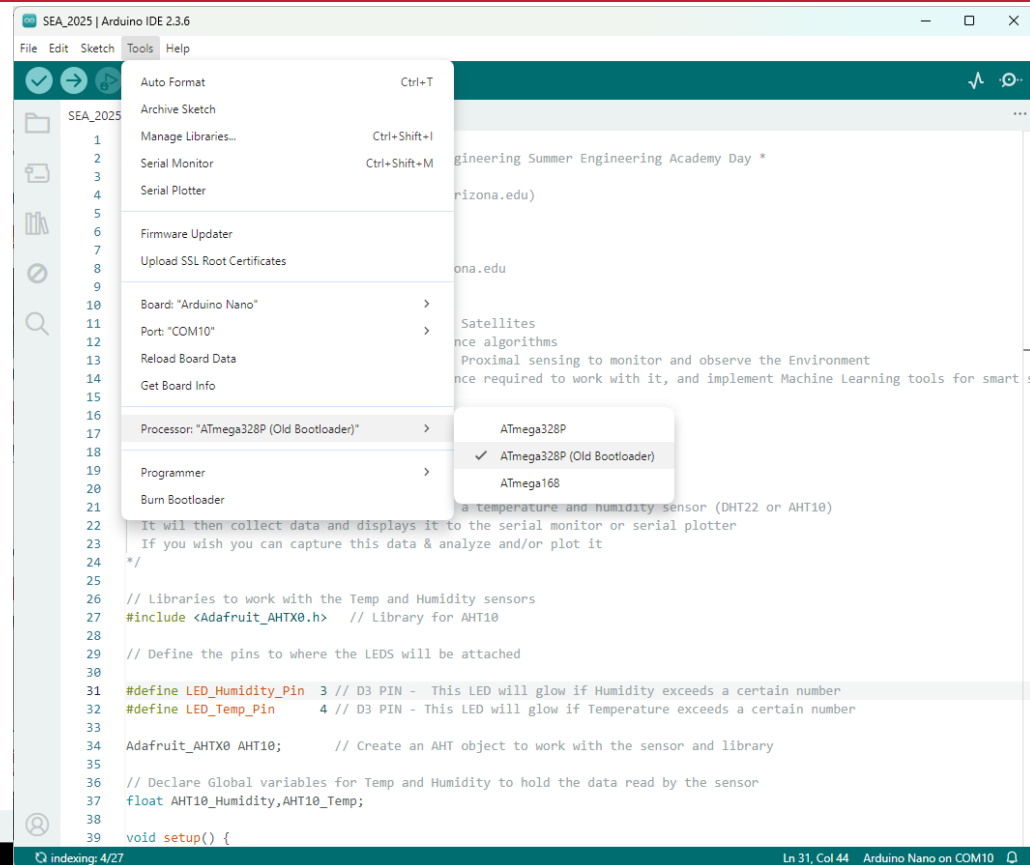 SEA_2025 | Arduino IDE 2.3.6
File Edit Sketch Tools Help
SEA_2025
Auto Format Ctrl+T
Archive Sketch
Manage Libraries... Ctrl+Shift+I
Serial Monitor Ctrl+Shift+M
Serial Plotter
Firmware Updater
Upload SSL Root Certificates
Board: "Arduino Nano"
Port: "COM10"
Reload Board Data
Get Board Info
Processor: "ATmega328P (Old Bootloader)"
Programmer
Burn Bootloader
ATmega328P
ATmega328P (Old Bootloader)
ATmega168
1
2 gineering Summer Engineering Academy Day *
3
4 rizona.edu)
5
6
7
8 ona.edu
9
10
11 Satellites
12 nce algorithms
13 Proximal sensing to monitor and observe the Environment
14 nce required to work with it, and implement Machine Learning tools for smart s
15
16
17
18
19
20
21 a temperature and humidity sensor (DHT22 or AHT10)
22 It wil then collect data and displays it to the serial monitor or serial plotter
23 If you wish you can capture this data & analyze and/or plot it
24 */
25
26 // Libraries to work with the Temp and Humidity sensors
27 #include <Adafruit_AHTX0.h> // Library for AHT10
28
29 // Define the pins to where the LEDS will be attached
30
31 #define LED_Humidity_Pin 3 // D3 PIN - This LED will glow if Humidity exceeds a certain number
32 #define LED_Temp_Pin 4 // D3 PIN - This LED will glow if Temperature exceeds a certain number
33
34 Adafruit_AHTX0 AHT10; // Create an AHT object to work with the sensor and library
35
36 // Declare Global variables for Temp and Humidity to hold the data read by the sensor
37 float AHT10_Humidity,AHT10_Temp;
38
39 void setup() {
indexing: 4/27 Ln 31, Col 44 Arduino Nano on COM10